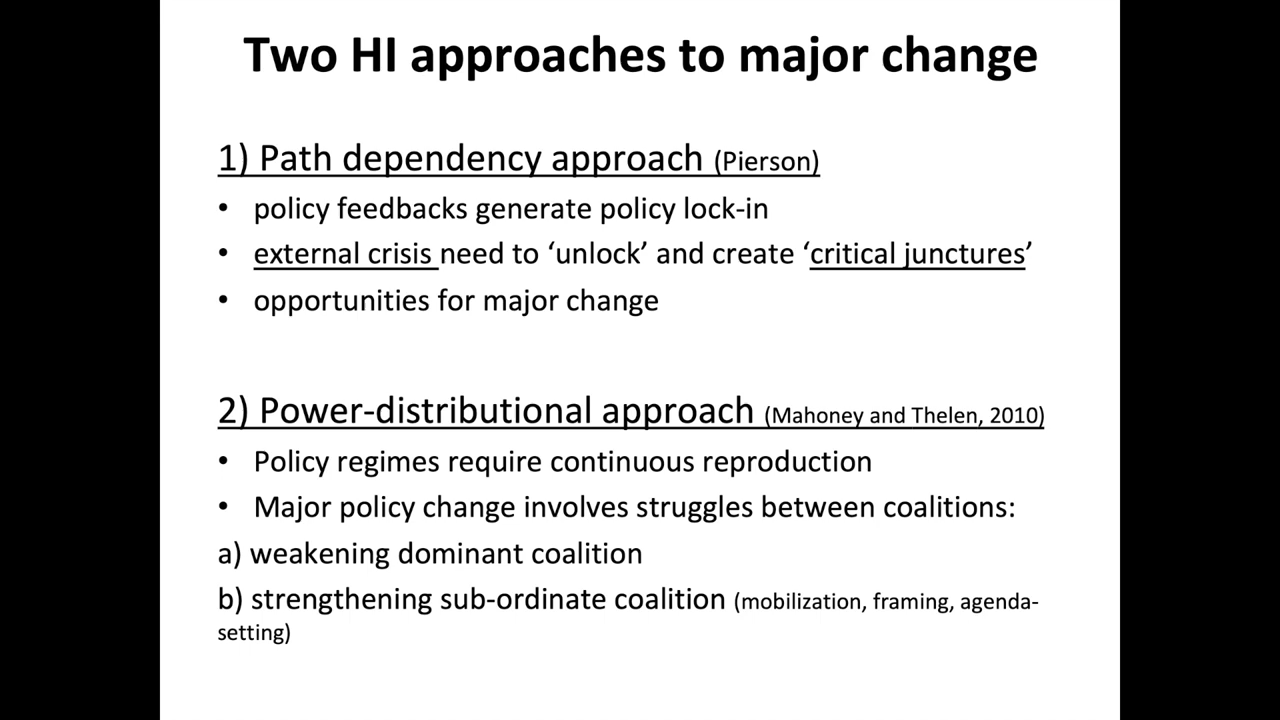 Two HI approaches to major change
1) Path dependency approach (Pierson)
• policy feedbacks generate policy lock-in
• external crisis need to ‘unlock’ and create ‘critical junctures’
• opportunities for major change
2) Power-distributional approach (Mahoney and Thelen, 2010)
• Policy regimes require continuous reproduction
• Major policy change involves struggles between coalitions:
a) weakening dominant coalition
b) strengthening sub-ordinate coalition (mobilization, framing, agenda-
setting)